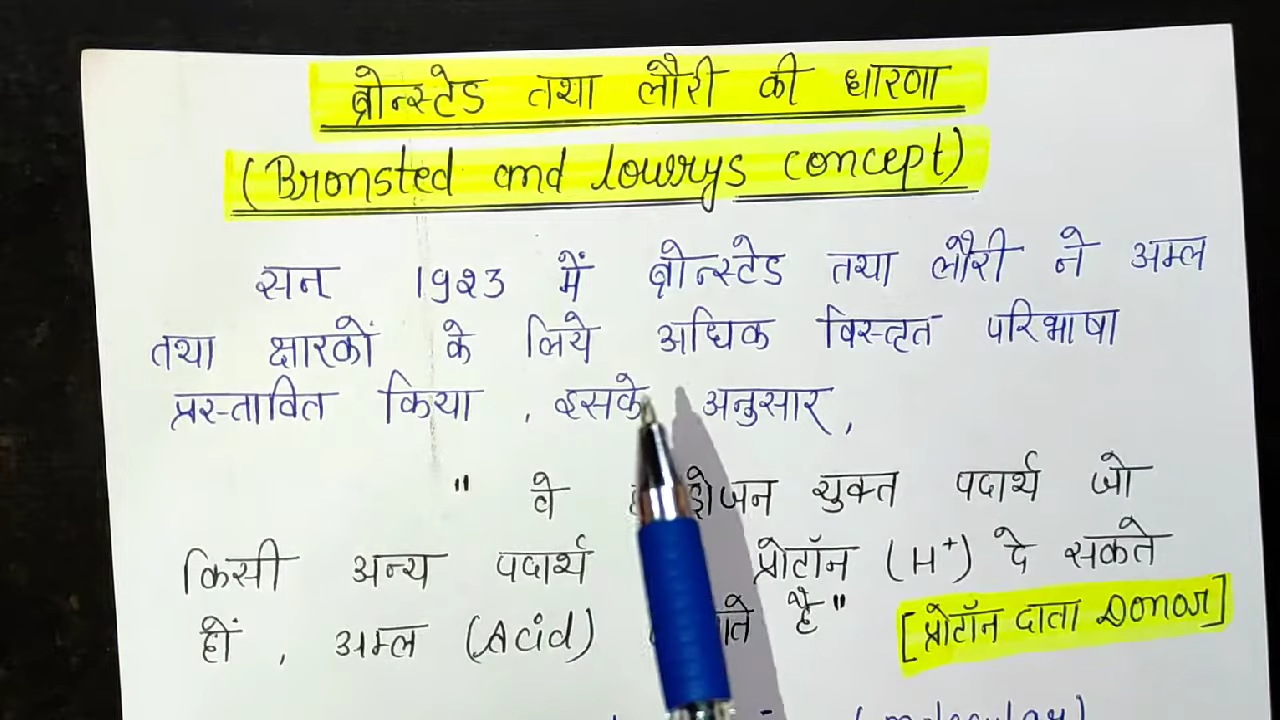 ब्रोन्स्टेड तथा लौरी की धारणा
(Bronsted and lowrys concept)
सन् 1923 में ब्रोन्स्टेड तथा लौरी ने अम्ल
तथा क्षारकों के लिये अधिक विस्तृत परिभाषा
प्रस्तावित किया , इसके अनुसार,
" वे युक्त पदार्थ जो
किसी अन्य पदार्थ प्रोटॉन (H+) दे सकते
हों , अम्ल (Acid) है"
[प्रोटॉन दाता Donor]
(molecular)